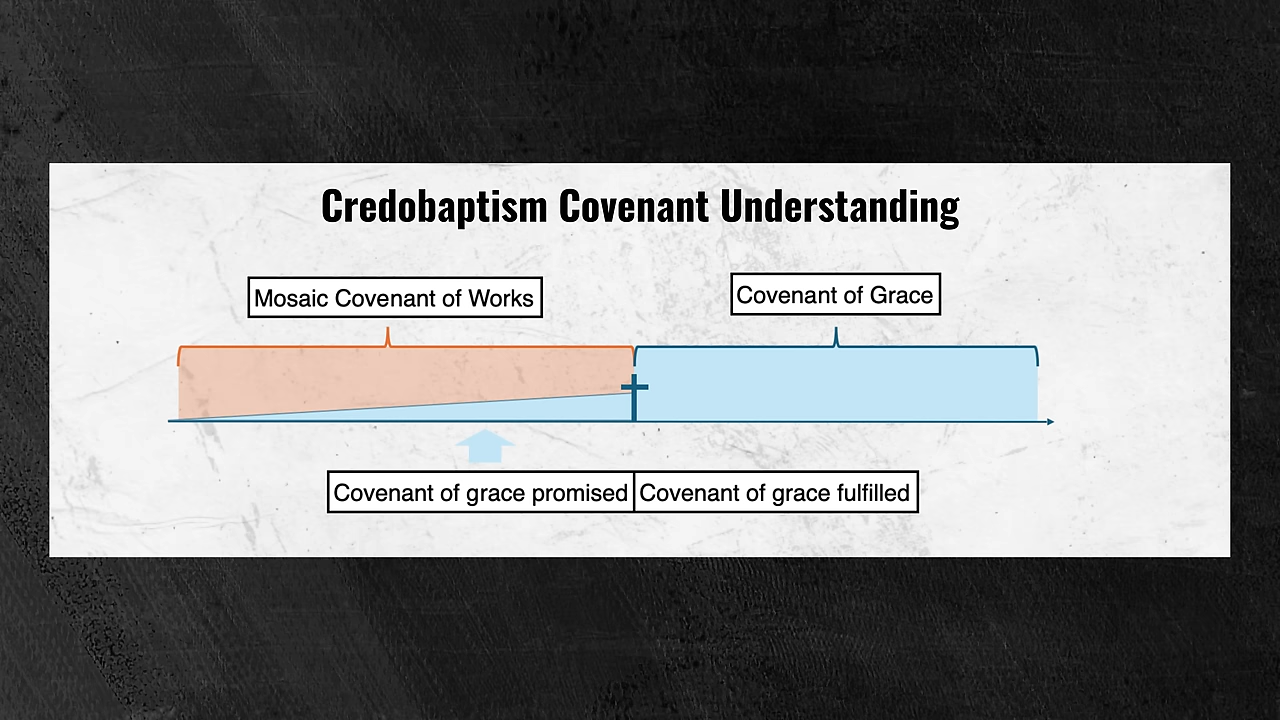 Credobaptism Covenant Understanding
Mosaic Covenant of Works
Covenant of Grace
Covenant of grace promised
Covenant of grace fulfilled